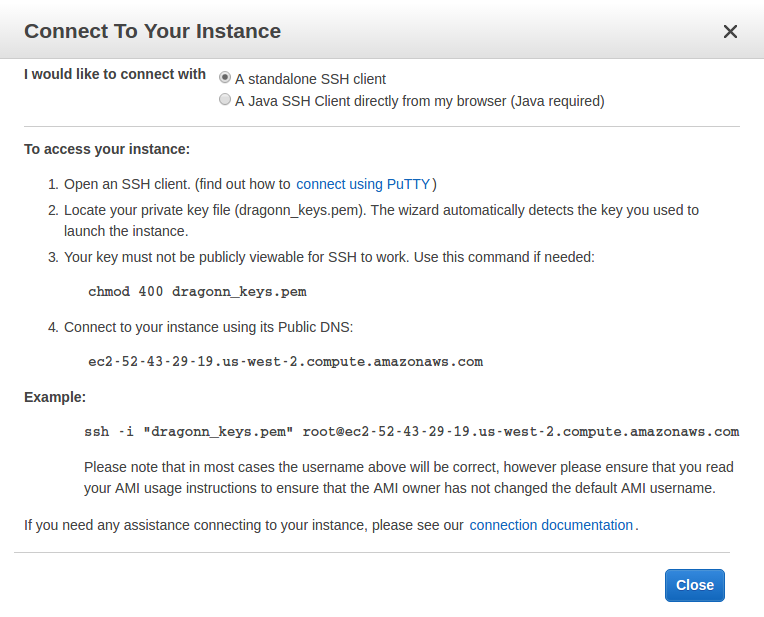 Connect To Your Instance
I would like to connect with
A standalone SSH client
A Java SSH Client directly from my browser (Java required)
To access your instance:
1. Open an SSH client. (find out how to connect using PuTTY)
2. Locate your private key file (dragonn_keys.pem). The wizard automatically detects the key you used to
launch the instance.
3. Your key must not be publicly viewable for SSH to work. Use this command if needed:
chmod 400 dragonn_keys.pem
4. Connect to your instance using its Public DNS:
ec2-52-43-29-19.us-west-2.compute.amazonaws.com
Example:
ssh -i "dragonn_keys.pem" root@ec2-52-43-29-19.us-west-2.compute.amazonaws.com
Please note that in most cases the username above will be correct, however please ensure that you read
your AMI usage instructions to ensure that the AMI owner has not changed the default AMI username.
If you need any assistance connecting to your instance, please see our connection documentation.
Close